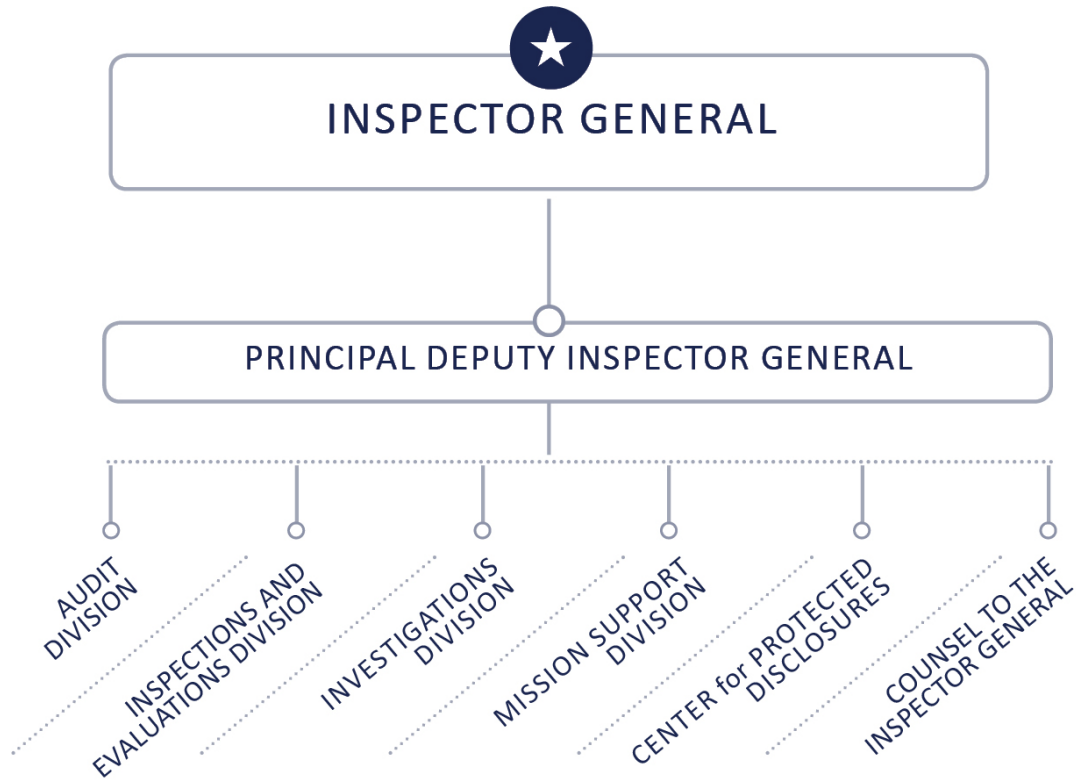 INSPECTOR GENERAL
PRINCIPAL DEPUTY INSPECTOR GENERAL
AUDIT
DIVISION
INSPECTIONS AND
EVALUATIONS DIVISION
INVESTIGATIONS
DIVISION
MISSION SUPPORT
DIVISION
CENTER for PROTECTED
DISCLOSURES
COUNSEL TO THE
INSPECTOR GENERAL